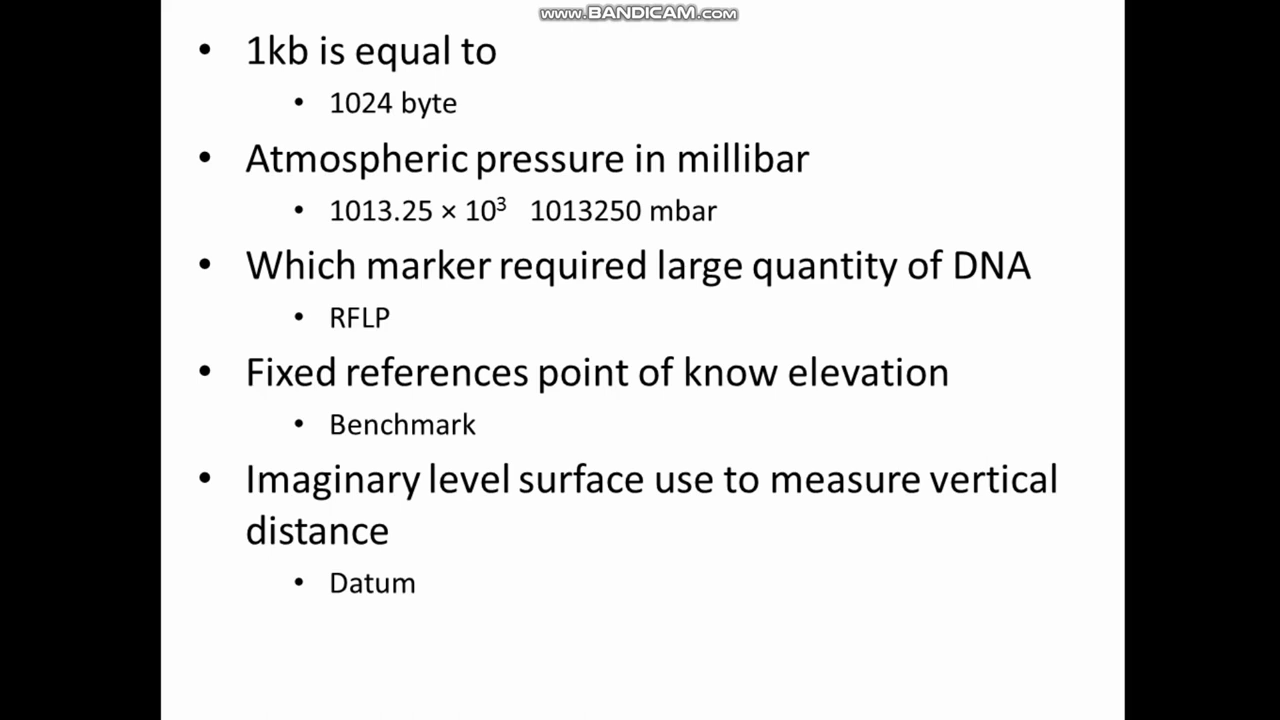 www.BANDICAM.com
• 1kb is equal to
• 1024 byte
• Atmospheric pressure in millibar
• 1013.25 × 10³ 1013250 mbar
• Which marker required large quantity of DNA
• RFLP
• Fixed references point of know elevation
• Benchmark
• Imaginary level surface use to measure vertical
distance
• Datum